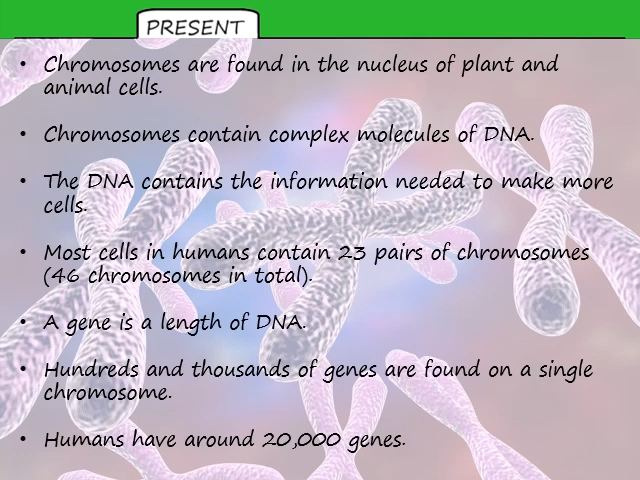 PRESENT
• Chromosomes are found in the nucleus of plant and
animal cells.
• Chromosomes contain complex molecules of DNA.
• The DNA contains the information needed to make more
cells.
• Most cells in humans contain 23 pairs of chromosomes
(46 chromosomes in total).
• A gene is a length of DNA.
• Hundreds and thousands of genes are found on a single
chromosome.
• Humans have around 20,000 genes.